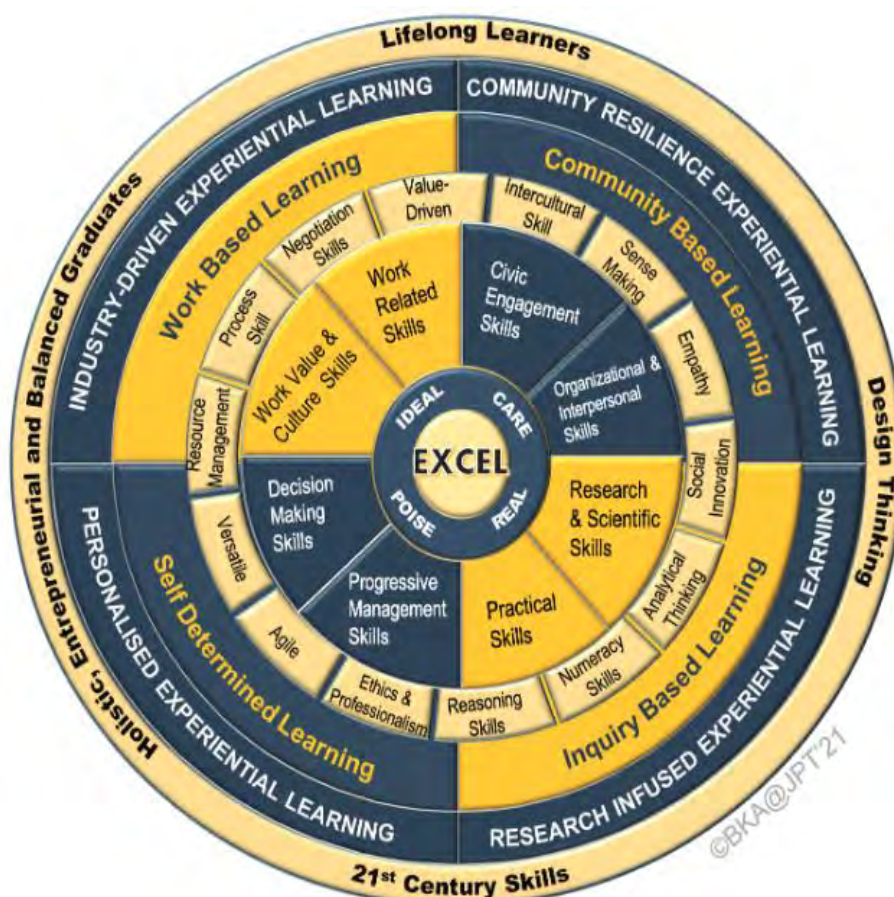 Lifelong Learners
Design Thinking
21st Century Skills
Holistic, Entrepreneurial and Balanced Graduates
INDUSTRY-DRIVEN EXPERIENTIAL LEARNING
COMMUNITY RESILIENCE EXPERIENTIAL LEARNING
RESEARCH INFUSED EXPERIENTIAL LEARNING
PERSONALISED EXPERIENTIAL LEARNING
Work Based Learning
Community Based Learning
Inquiry Based Learning
Self Determined Learning
Value-
Driven
Intercultural
Skill
Sense
Making
Empathy
Social
Innovation
Analytical
Thinking
Numeracy
Skills
Reasoning
Skills
Ethics &
Professionalism
Agile
Versatile
Resource
Management
Process
Skill
Negotiation
Skills
Work
Related
Skills
Civic
Engagement
Skills
Organizational &
Interpersonal
Skills
Research
& Scientific
Skills
Practical
Skills
Progressive
Management
Skills
Decision
Making
Skills
Work Value &
Culture Skills
IDEAL
CARE
REAL
POISE
EXCEL
©BKA@JPT'21